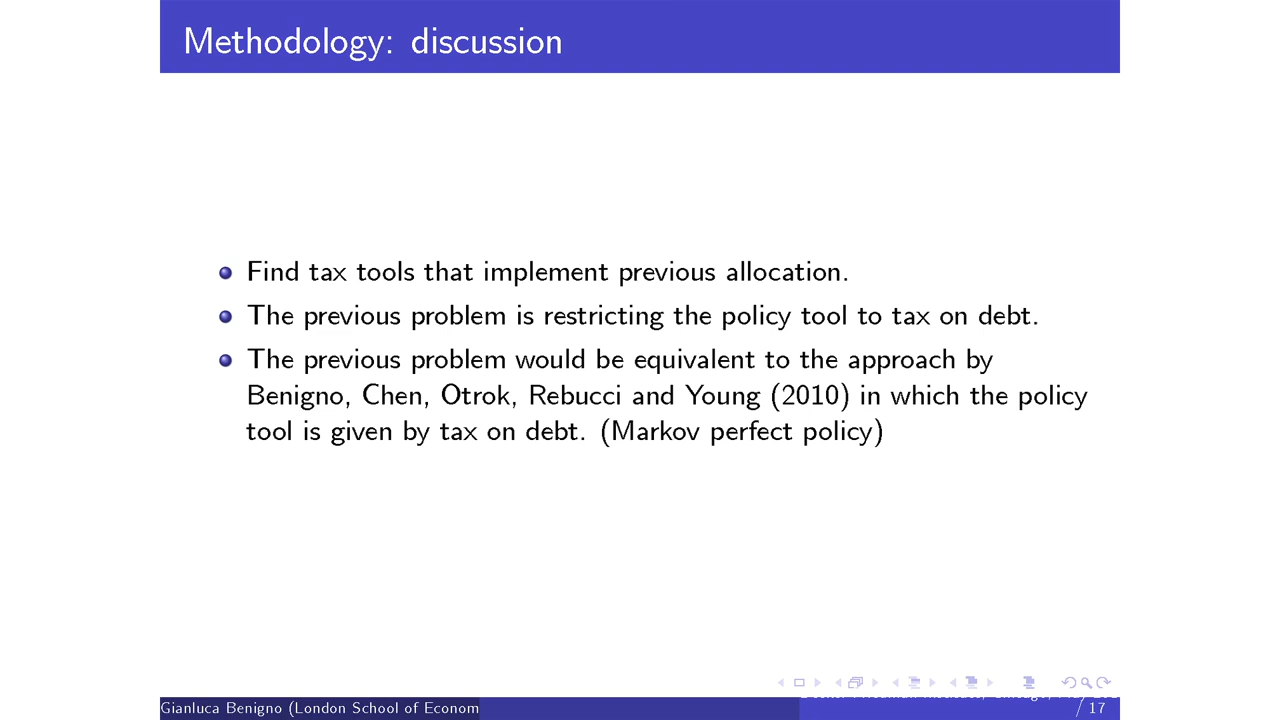 Methodology: discussion
Find tax tools that implement previous allocation.
The previous problem is restricting the policy tool to tax on debt.
The previous problem would be equivalent to the approach by
Benigno, Chen, Otrok, Rebucci and Young (2010) in which the policy
tool is given by tax on debt. (Markov perfect policy)
Gianluca Benigno (London School of Econom
/ 17